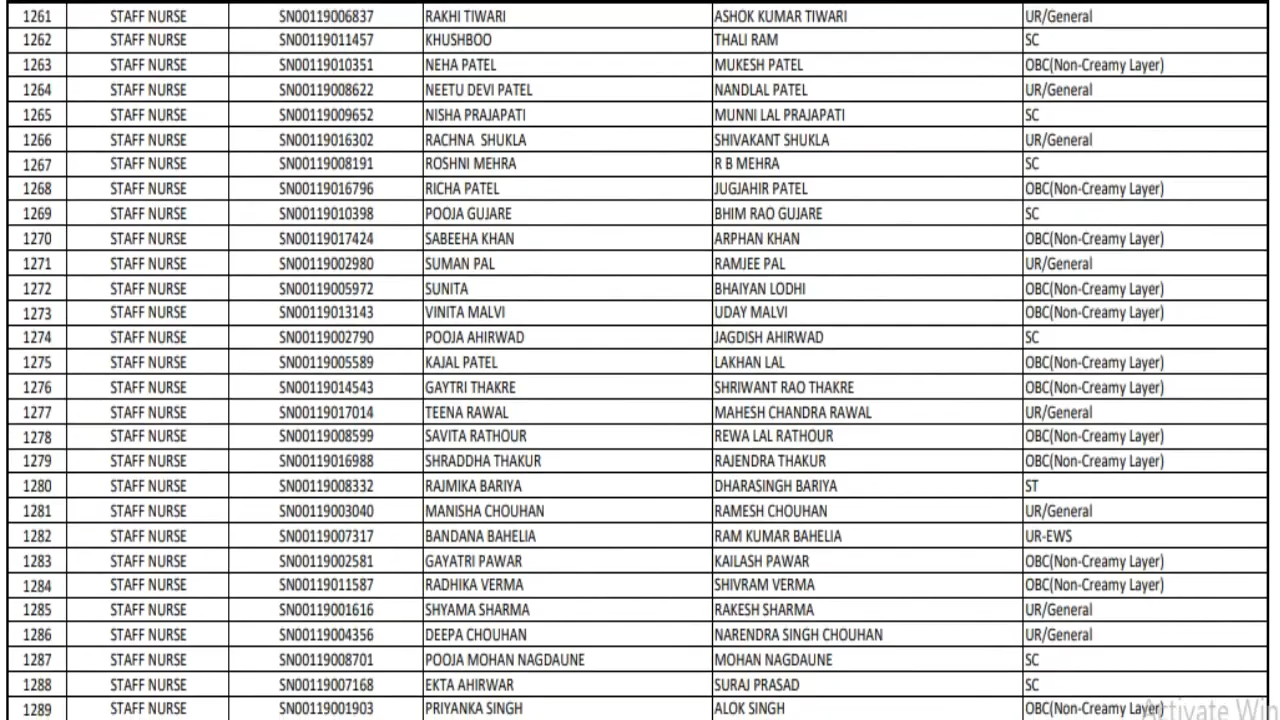 1261 STAFF NURSE SN00119006837 RAKHI TIWARI ASHOK KUMAR TIWARI UR/General
1262 STAFF NURSE SN00119011457 KHUSHBOO THALI RAM SC
1263 STAFF NURSE SN00119010351 NEHA PATEL MUKESH PATEL OBC(Non-Creamy Layer)
1264 STAFF NURSE SN00119008622 NEETU DEVI PATEL NANDLAL PATEL UR/General
1265 STAFF NURSE SN00119009652 NISHA PRAJAPATI MUNNI LAL PRAJAPATI SC
1266 STAFF NURSE SN00119016302 RACHNA SHUKLA SHIVAKANT SHUKLA UR/General
1267 STAFF NURSE SN00119008191 ROSHNI MEHRA R B MEHRA SC
1268 STAFF NURSE SN00119016796 RICHA PATEL JUGJAHIR PATEL OBC(Non-Creamy Layer)
1269 STAFF NURSE SN00119010398 POOJA GUJARE BHIM RAO GUJARE SC
1270 STAFF NURSE SN00119017424 SABEEHA KHAN ARPHAN KHAN OBC(Non-Creamy Layer)
1271 STAFF NURSE SN00119002980 SUMAN PAL RAMJEE PAL UR/General
1272 STAFF NURSE SN00119005972 SUNITA BHAIYAN LODHI OBC(Non-Creamy Layer)
1273 STAFF NURSE SN00119013143 VINITA MALVI UDAY MALVI OBC(Non-Creamy Layer)
1274 STAFF NURSE SN00119002790 POOJA AHIRWAD JAGDISH AHIRWAD SC
1275 STAFF NURSE SN00119005589 KAJAL PATEL LAKHAN LAL OBC(Non-Creamy Layer)
1276 STAFF NURSE SN00119014543 GAYTRI THAKRE SHRIWANT RAO THAKRE OBC(Non-Creamy Layer)
1277 STAFF NURSE SN00119017014 TEENA RAWAL MAHESH CHANDRA RAWAL UR/General
1278 STAFF NURSE SN00119008599 SAVITA RATHOUR REWA LAL RATHOUR OBC(Non-Creamy Layer)
1279 STAFF NURSE SN00119016988 SHRADDHA THAKUR RAJENDRA THAKUR OBC(Non-Creamy Layer)
1280 STAFF NURSE SN00119008332 RAJMIKA BARIYA DHARASINGH BARIYA ST
1281 STAFF NURSE SN00119003040 MANISHA CHOUHAN RAMESH CHOUHAN UR/General
1282 STAFF NURSE SN00119007317 BANDANA BAHELIA RAM KUMAR BAHELIA UR-EWS
1283 STAFF NURSE SN00119002581 GAYATRI PAWAR KAILASH PAWAR OBC(Non-Creamy Layer)
1284 STAFF NURSE SN00119011587 RADHIKA VERMA SHIVRAM VERMA OBC(Non-Creamy Layer)
1285 STAFF NURSE SN00119001616 SHYAMA SHARMA RAKESH SHARMA UR/General
1286 STAFF NURSE SN00119004356 DEEPA CHOUHAN NARENDRA SINGH CHOUHAN UR/General
1287 STAFF NURSE SN00119008701 POOJA MOHAN NAGDAUNE MOHAN NAGDAUNE SC
1288 STAFF NURSE SN00119007168 EKTA AHIRWAR SURAJ PRASAD SC
1289 STAFF NURSE SN00119001903 PRIYANKA SINGH ALOK SINGH OBC(Non-Creamy Layer)
Activate Win